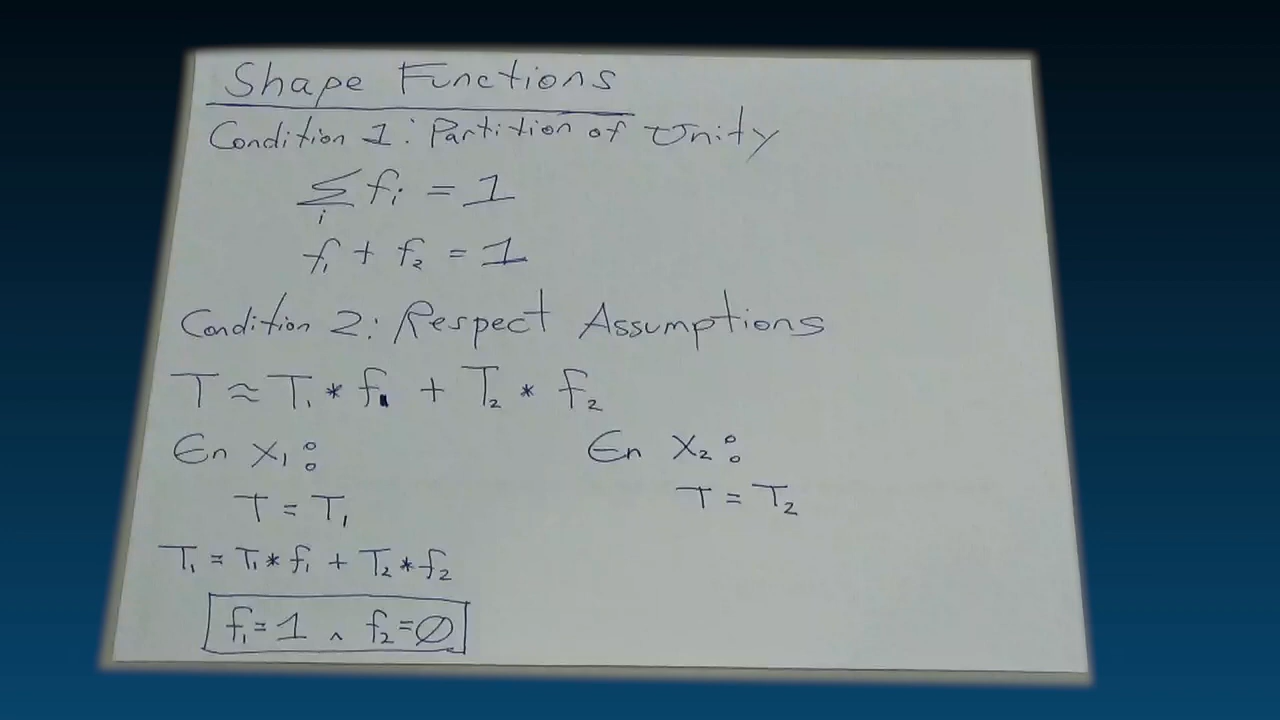 Shape Functions
Condition 1: Partition of Unity
∑ᵢ fᵢ = 1
f₁ + f₂ = 1
Condition 2: Respect Assumptions
T ≈ T₁ * f₁ + T₂ * f₂
En x₁:
T = T₁
T₁ = T₁ * f₁ + T₂ * f₂
f₁ = 1 ^ f₂ = ∅
En x₂:
T = T₂